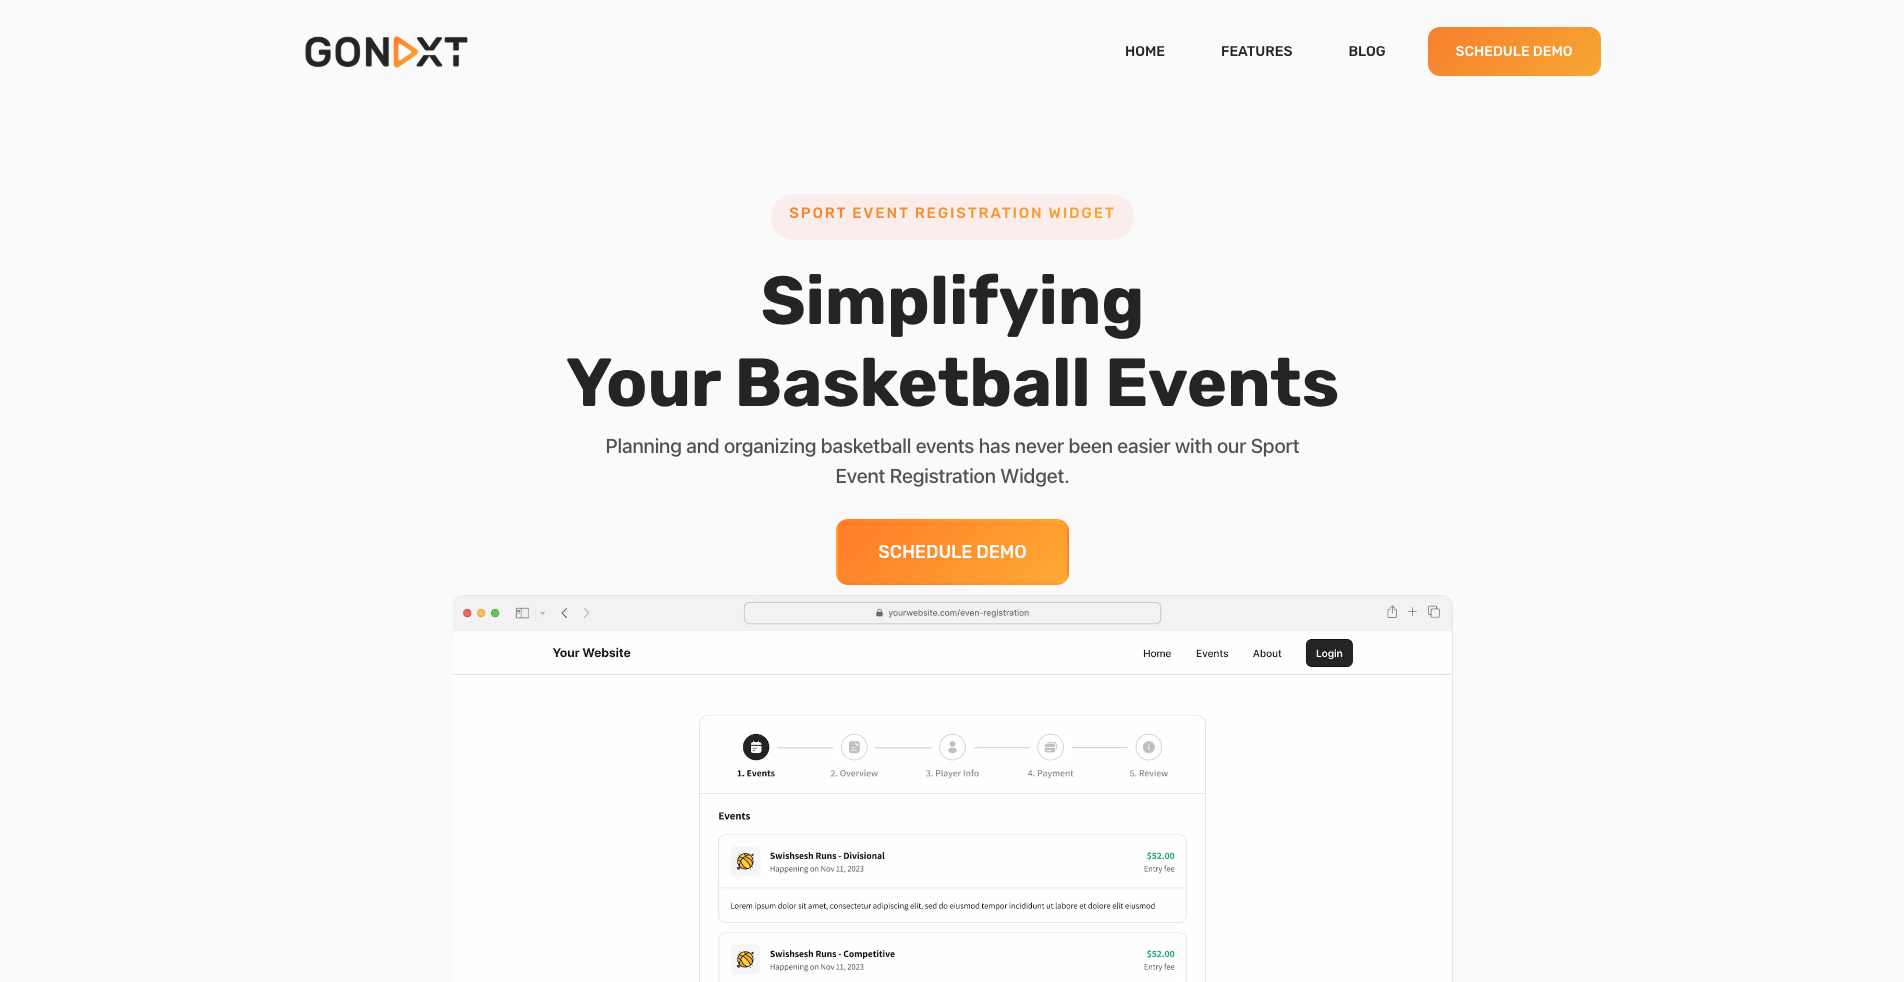 GONEXT
HOME FEATURES BLOG SCHEDULE DEMO
SPORT EVENT REGISTRATION WIDGET
Simplifying
Your Basketball Events
Planning and organizing basketball events has never been easier with our Sport
Event Registration Widget.
SCHEDULE DEMO
yourwebsite.com/even-registration
Your Website Home Events About Login
1. Events 2. Overview 3. Player Info 4. Payment 5. Review
Events
Swishsesh Runs - Divisional $52.00
Happening on Nov 11, 2023 Entry fee
Lorem ipsum dolor sit amet, consectetur adipiscing elit, sed do eiusmod tempor incididunt ut labore et dolore elit eiusmod
Swishsesh Runs - Competitive $52.00
Happening on Nov 11, 2023 Entry fee